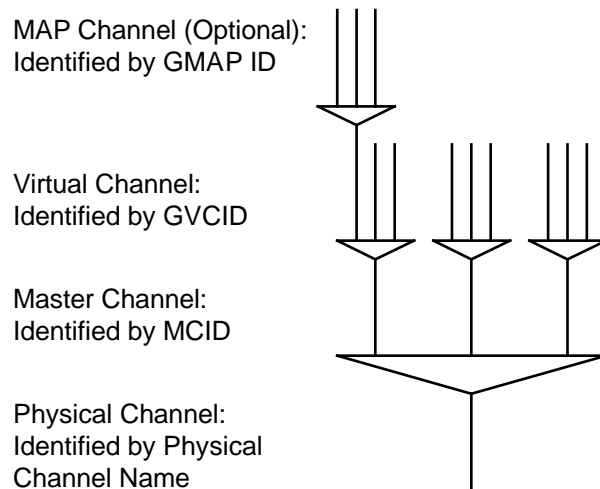 MAP Channel (Optional):
Identified by GMAP ID
Virtual Channel:
Identified by GVCID
Master Channel:
Identified by MCID
Physical Channel:
Identified by Physical
Channel Name